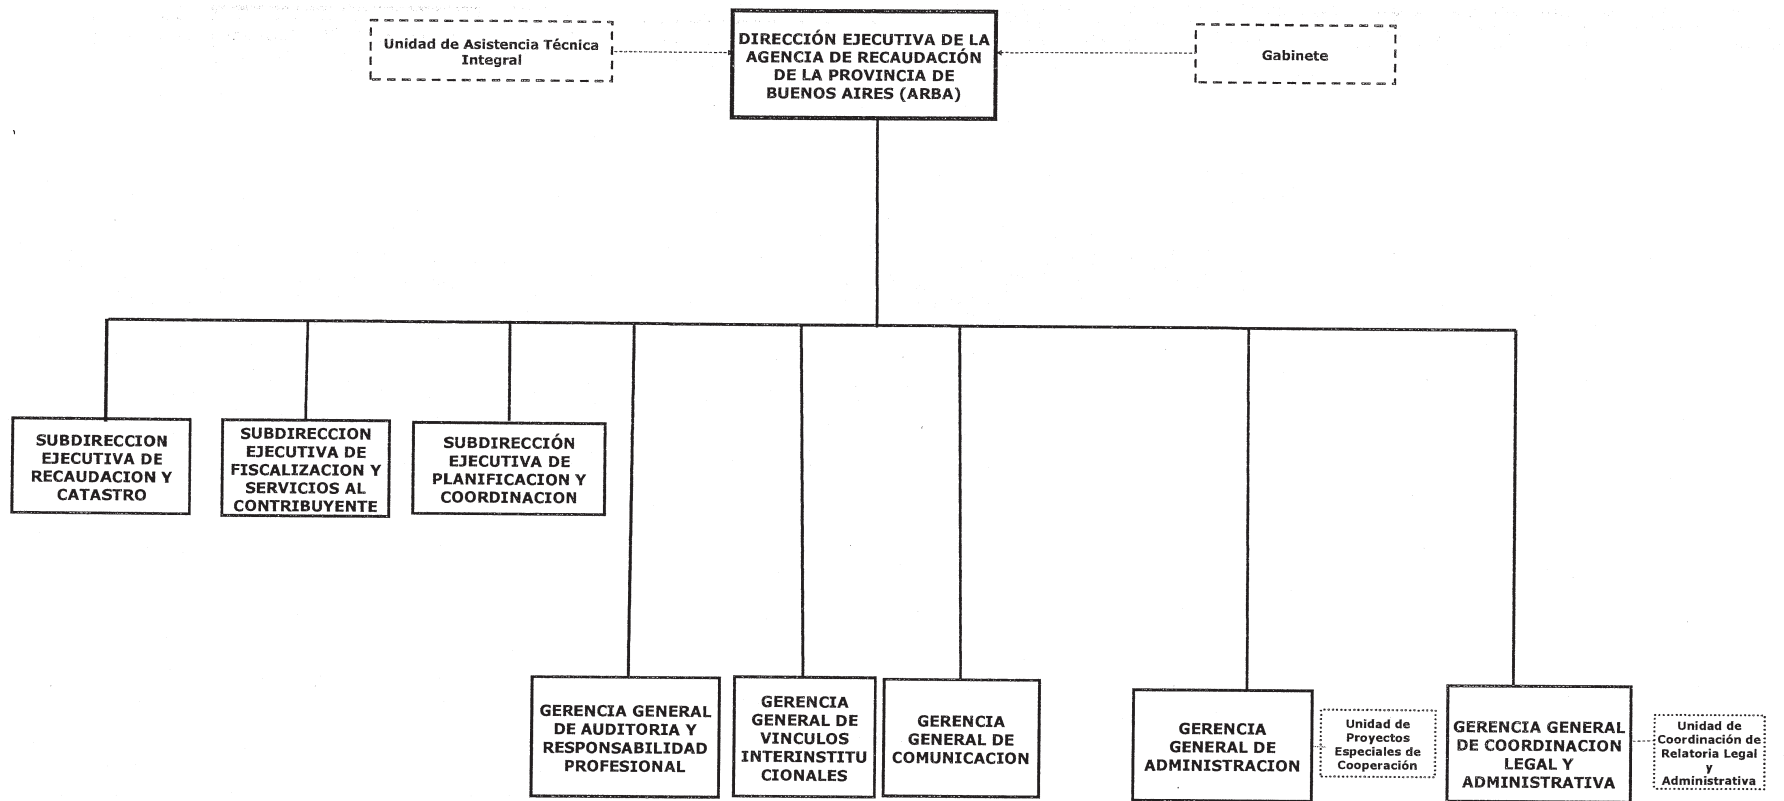 Unidad de Asistencia Técnica
Integral
DIRECCIÓN EJECUTIVA DE LA
AGENCIA DE RECAUDACIÓN
DE LA PROVINCIA DE
BUENOS AIRES (ARBA)
Gabinete
SUBDIRECCION
EJECUTIVA DE
RECAUDACION Y
CATASTRO
SUBDIRECCION
EJECUTIVA DE
FISCALIZACION Y
SERVICIOS AL
CONTRIBUYENTE
SUBDIRECCIÓN
EJECUTIVA DE
PLANIFICACION Y
COORDINACION
GERENCIA GENERAL
DE AUDITORIA Y
RESPONSABILIDAD
PROFESIONAL
GERENCIA
GENERAL DE
VINCULOS
INTERINSTITU
CIONALES
GERENCIA
GENERAL DE
COMUNICACION
GERENCIA
GENERAL DE
ADMINISTRACION
Unidad de
Proyectos
Especiales de
Cooperación
GERENCIA GENERAL
DE COORDINACION
LEGAL Y
ADMINISTRATIVA
Unidad de
Coordinación de
Relatoria Legal
y
Administrativa